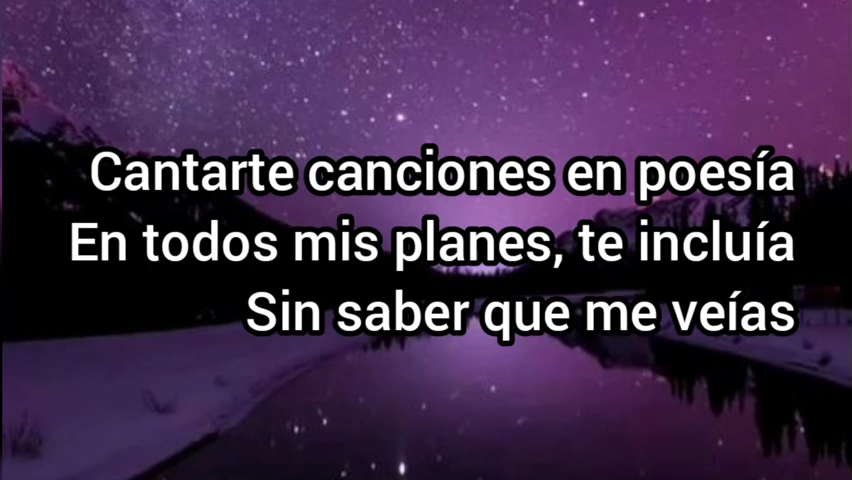 Cantarte canciones en poesía
En todos mis planes, te incluía
Sin saber que me veías